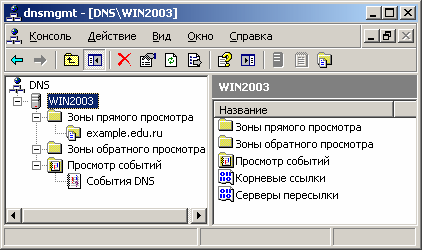 dnsmgmt - [DNS\WIN2003]
Консоль Действие Вид Окно Справка
DNS
WIN2003
Зоны прямого просмотра
example.edu.ru
Зоны обратного просмотра
Просмотр событий
События DNS
WIN2003
Название
Зоны прямого просмотра
Зоны обратного просмотра
Просмотр событий
Корневые ссылки
Серверы пересылки